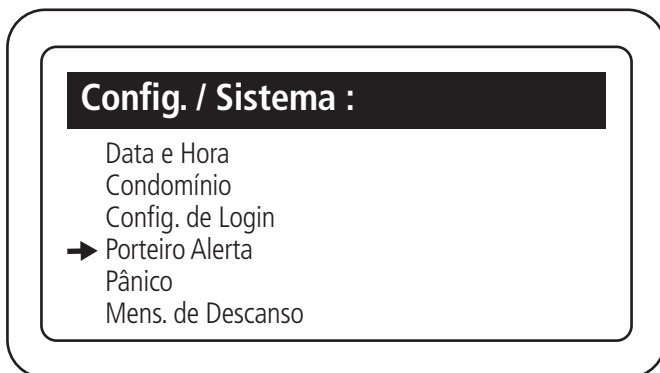 Config. / Sistema :
Data e Hora
Condomínio
Config. de Login
Porteiro Alerta
Pânico
Mens. de Descanso